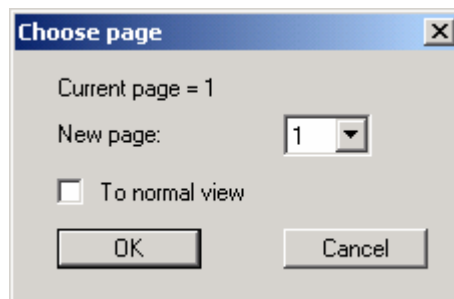 Choose page
Current page = 1
New page: 1
To normal view
OK Cancel